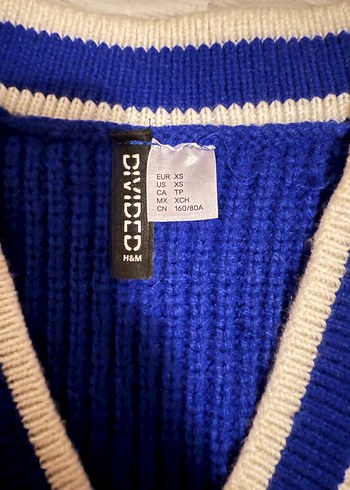 DIVIDED
H&M
EUR XS
US XS
CA TP
MX XCH
CN 160/80A